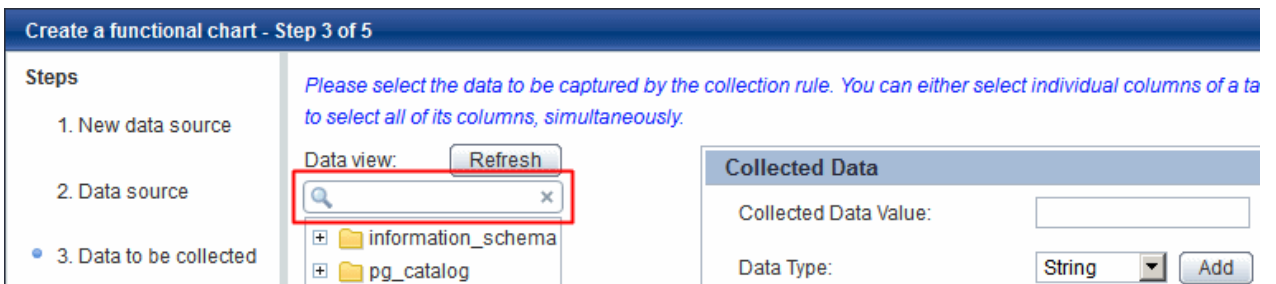 Create a functional chart - Step 3 of 5
Steps
1. New data source
2. Data source
3. Data to be collected
Please select the data to be captured by the collection rule. You can either select individual columns of a ta
to select all of its columns, simultaneously.
Data view:
Refresh
information_schema
pg_catalog
Collected Data
Collected Data Value:
Data Type:
String
Add